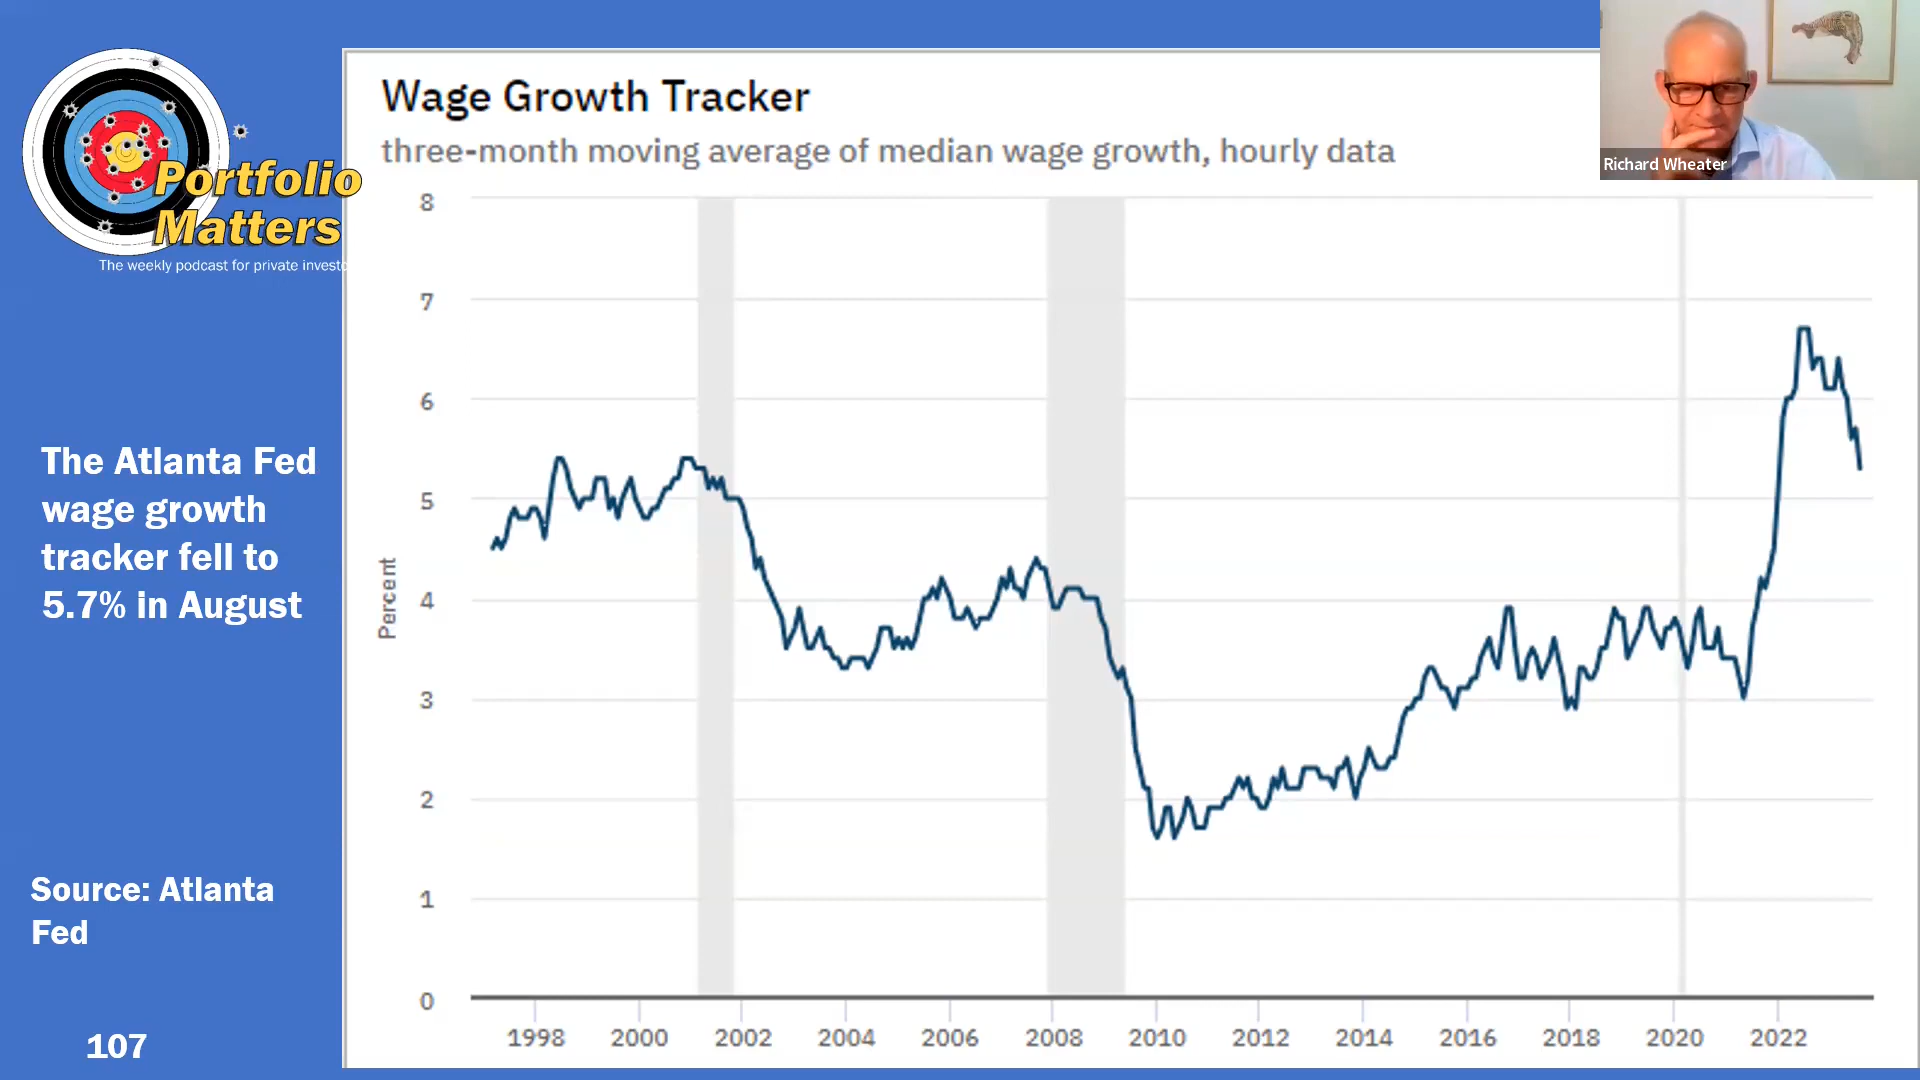 Portfolio
Matters
The weekly podcast for private investo
The Atlanta Fed
wage growth
tracker fell to
5.7% in August
Source: Atlanta
Fed
107
Wage Growth Tracker
three-month moving average of median wage growth, hourly data
Richard Wheater
8
7
6
5
4
3
2
1
0
Percent
1998 2000 2002 2004 2006 2008 2010 2012 2014 2016 2018 2020 2022